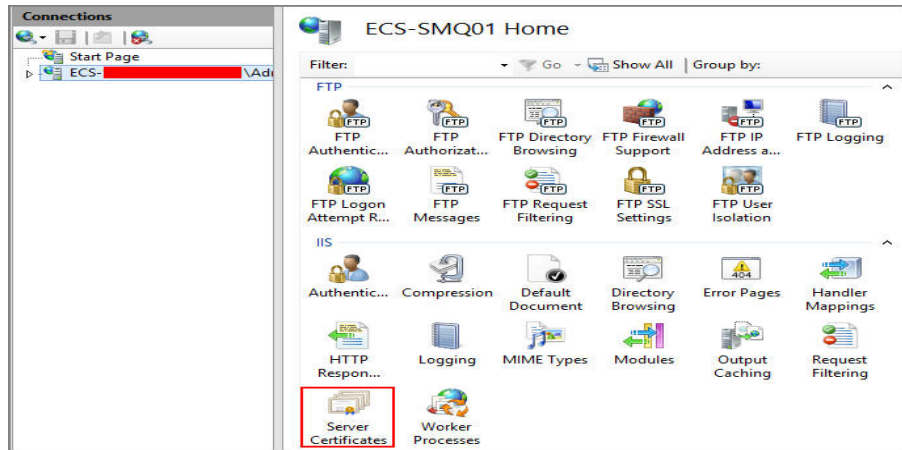 Connections
ECS-SMQ01 Home
Start Page
ECS-
\Adı
Filter:
Go
Show All
Group by:
FTP
FTP
FTP
FTP
FTP
FTP
FTP
FTP
Authentic...
FTP
Authorizat...
FTP Directory
Browsing
FTP Firewall
Support
FTP IP
Address a...
FTP Logging
FTP
FTP
FTP
FTP
FTP
FTP Logon
Attempt R...
FTP
Messages
FTP Request
Filtering
FTP SSL
Settings
FTP User
Isolation
IIS
404
Authentic...
Compression
Default
Document
Directory
Browsing
Error Pages
Handler
Mappings
HTTP
Respon...
Logging
MIME Types
Modules
Output
Caching
Request
Filtering
Server
Certificates
Worker
Processes